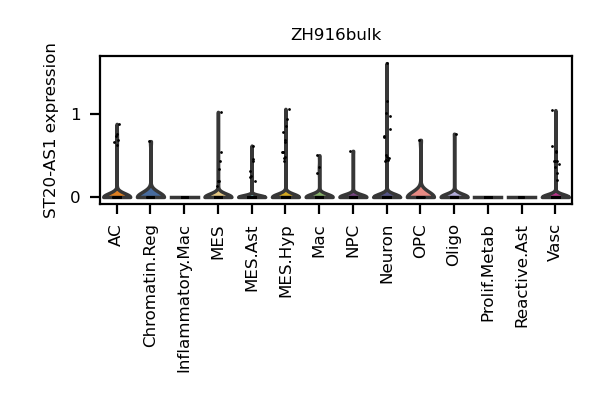 ZH916bulk
ST20-AS1 expression
1
0
AC
Chromatin.Reg
Inflammatory.Mac
MES
MES.Ast
MES.Hyp
Mac
NPC
Neuron
OPC
Oligo
Prolif.Metab
Reactive.Ast
Vasc